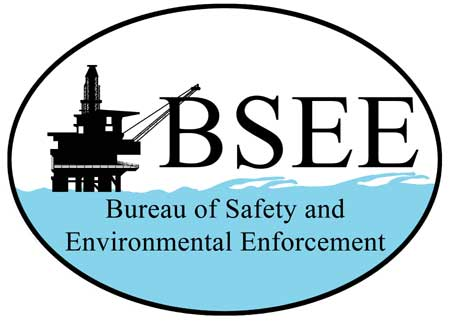 BSEE
Bureau of Safety and
Environmental Enforcement